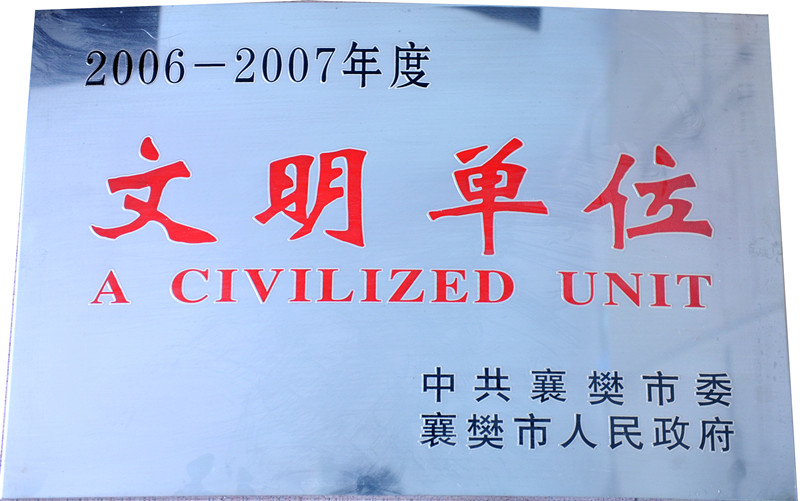 2006-2007年度
文明单位
A CIVILIZED UNIT
中共襄樊市委
襄樊市人民政府